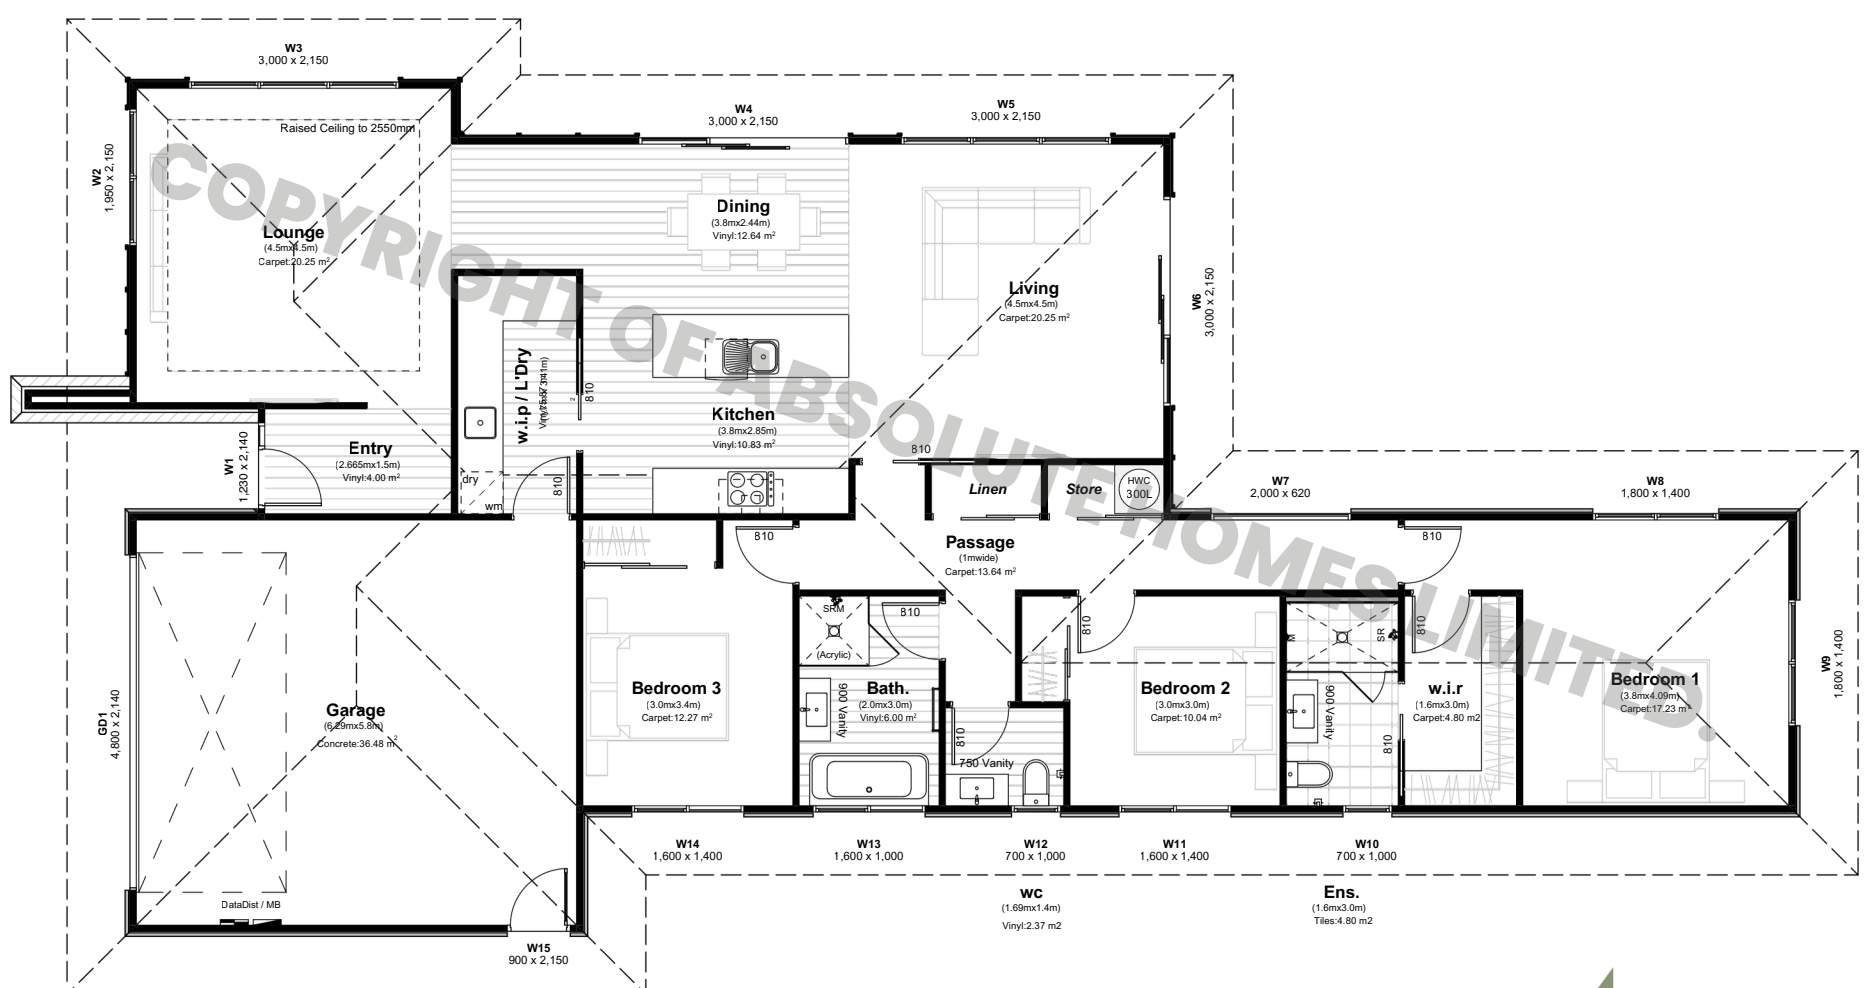 W3
3,000 x 2,150
W4
3,000 x 2,150
W5
3,000 x 2,150
Raised Ceiling to 2550mm
W2
1,950 x 2,150
COPYRIGHT OF ABSOLUTE HOMES LIMITED.
Lounge
(4.5mx4.5m)
Carpet:20.25 m²
Dining
(3.8mx2.44m)
Vinyl:12.64 m²
Living
(4.5mx4.5m)
Carpet:20.25 m²
W6
3,000 x 2,150
w.i.p / L'Dry
810
Kitchen
(3.8mx2.85m)
Vinyl:10.83 m²
Entry
(2.665mx1.5m)
Vinyl:4.00 m²
W1
1,230 x 2,140
dry
wm
810
810
Linen
Store
HWC
300L
W7
2,000 x 620
W8
1,800 x 1,400
810
Passage
(1mwide)
Carpet:13.64 m²
810
SRM
(Acrylic)
810
810
SR
M
810
W9
1,800 x 1,400
Garage
(6.29mx5.8m)
Concrete:36.48 m²
GD1
4,800 x 2,140
Bedroom 3
(3.0mx3.4m)
Carpet:12.27 m²
900 Vanity
Bath.
(2.0mx3.0m)
Vinyl:6.00 m²
810
750 Vanity
Bedroom 2
(3.0mx3.0m)
Carpet:10.04 m²
900 Vanity
810
w.i.r
(1.6mx3.0m)
Carpet:4.80 m2
Bedroom 1
(3.8mx4.09m)
Carpet:17.23 m²
W14
1,600 x 1,400
W13
1,600 x 1,000
W12
700 x 1,000
W11
1,600 x 1,400
W10
700 x 1,000
wc
(1.69mx1.4m)
Vinyl:2.37 m2
Ens.
(1.6mx3.0m)
Tiles:4.80 m2
DataDist / MB
W15
900 x 2,150